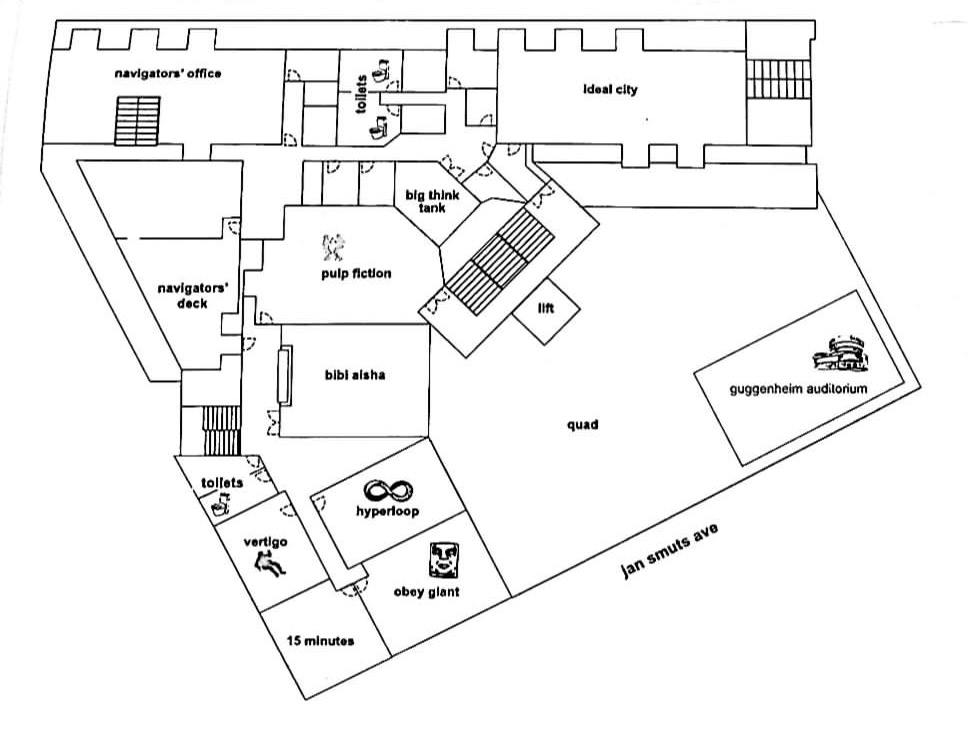 navigators' office
toilets
ideal city
big think
tank
pulp fiction
navigators'
deck
lift
bibi aisha
guggenheim auditorium
quad
toilets
hyperloop
vertigo
jan smuts ave
obey giant
15 minutes